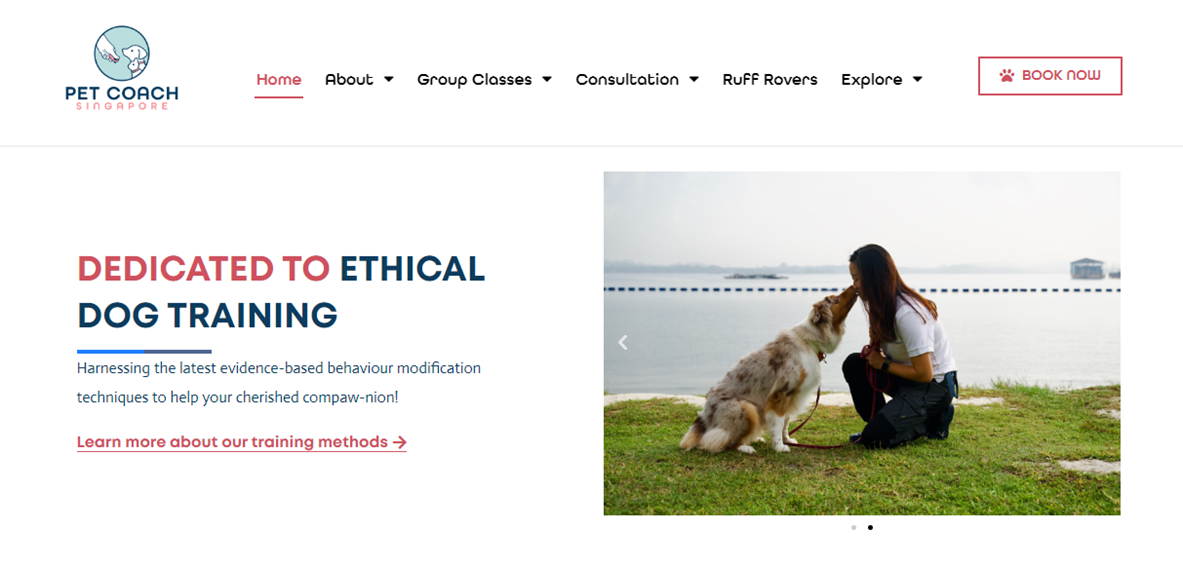 PET COACH
SINGAPORE
Home
About
Group Classes
Consultation
Ruff Rovers
Explore
BOOK NOW
DEDICATED TO ETHICAL
DOG TRAINING
Harnessing the latest evidence-based behaviour modification
techniques to help your cherished compaw-nion!
Learn more about our training methods →